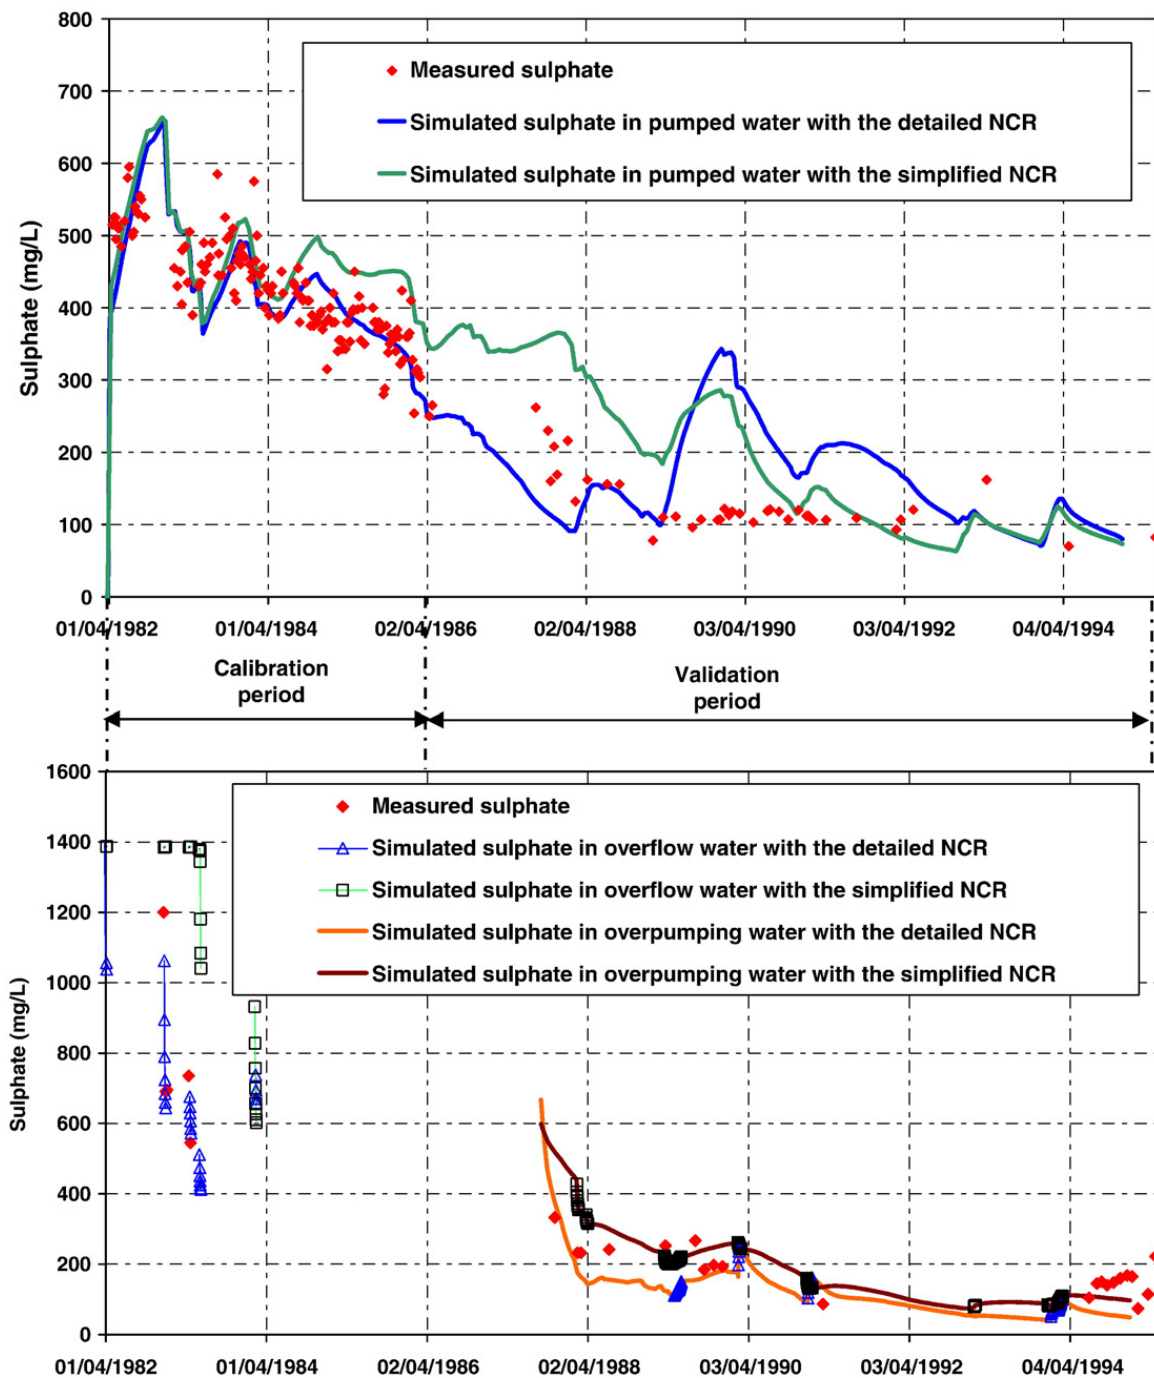 800
700
600
500
400
300
200
100
0
Sulphate (mg/L)
Measured sulphate
Simulated sulphate in pumped water with the detailed NCR
Simulated sulphate in pumped water with the simplified NCR
01/04/1982 01/04/1984 02/04/1986 02/04/1988 03/04/1990 03/04/1992 04/04/1994
Calibration
period
Validation
period
1600
1400
1200
1000
800
600
400
200
0
Sulphate (mg/L)
Measured sulphate
Simulated sulphate in overflow water with the detailed NCR
Simulated sulphate in overflow water with the simplified NCR
Simulated sulphate in overpumping water with the detailed NCR
Simulated sulphate in overpumping water with the simplified NCR
01/04/1982 01/04/1984 02/04/1986 02/04/1988 03/04/1990 03/04/1992 04/04/1994